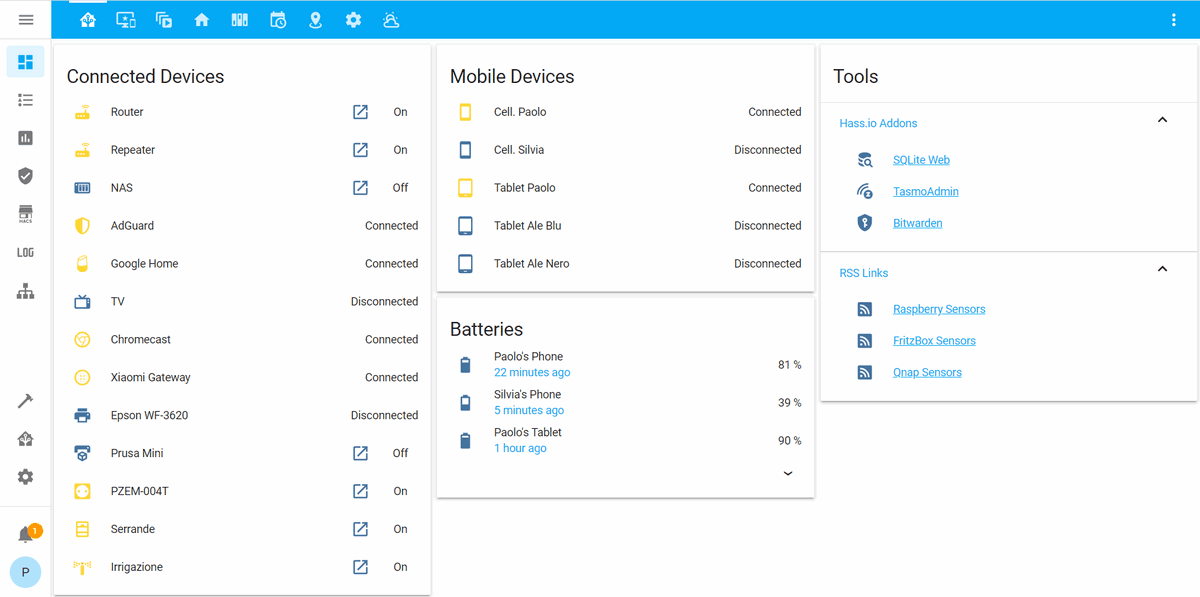 Connected Devices
Router On
Repeater On
NAS Off
AdGuard Connected
Google Home Connected
TV Disconnected
Chromecast Connected
Xiaomi Gateway Connected
Epson WF-3620 Disconnected
Prusa Mini Off
PZEM-004T On
Serrande On
Irrigazione On
Mobile Devices
Cell. Paolo Connected
Cell. Silvia Disconnected
Tablet Paolo Connected
Tablet Ale Blu Disconnected
Tablet Ale Nero Disconnected
Batteries
Paolo's Phone
22 minutes ago
81 %
Silvia's Phone
5 minutes ago
39 %
Paolo's Tablet
1 hour ago
90 %
Tools
Hass.io Addons
SQLite Web
TasmoAdmin
Bitwarden
RSS Links
Raspberry Sensors
FritzBox Sensors
Qnap Sensors
HACS
LOG
1
P